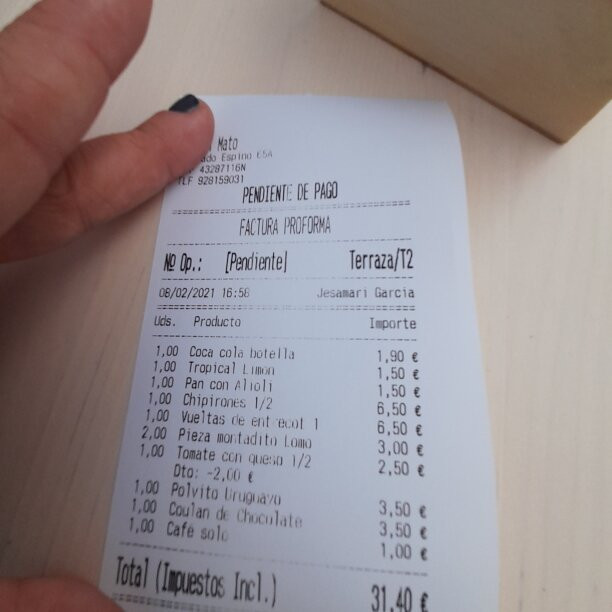 Mato
Espino E5A
43287116N
TLF 928159031
PENDIENTE DE PAGO
FACTURA PROFORMA
Nº Op.: [Pendiente] Terraza/T2
08/02/2021 16:58 Jesamari Garcia
Uds. Producto Importe
1,00 Coca cola botella 1,90 €
1,00 Tropical Limon 1,50 €
1,00 Pan con Alioli 1,50 €
1,00 Chipirones 1/2 6,50 €
1,00 Vueltas de entrecot 1 6,50 €
2,00 Pieza montadito Lomo 3,00 €
1,00 Tomate con queso 1/2 2,50 €
Dto: -2,00 €
1,00 Polvito Uruguayo 3,50 €
1,00 Coulan de Chocolate 3,50 €
1,00 Cafe solo 1,00 €
Total (Impuestos Incl.) 31,40 €